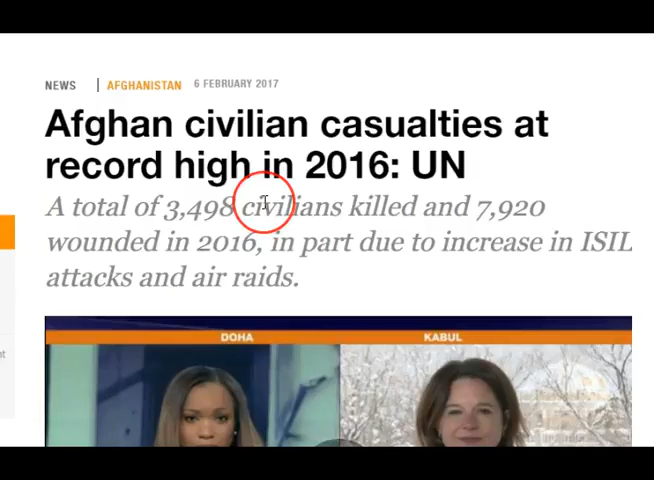 NEWS | AFGHANISTAN 6 FEBRUARY 2017
Afghan civilian casualties at
record high in 2016: UN
A total of 3,498 civilians killed and 7,920
wounded in 2016, in part due to increase in ISIL
attacks and air raids.
DOHA KABUL